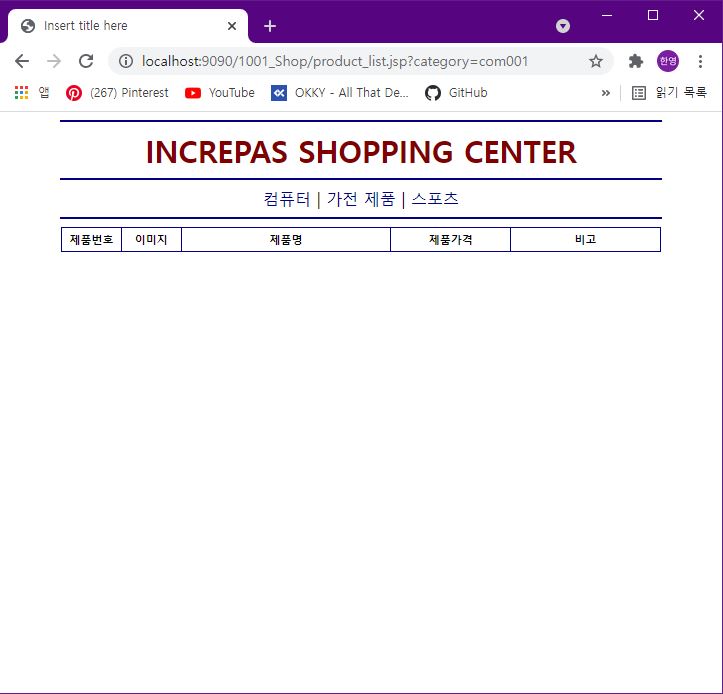 Insert title here
localhost:9090/1001_Shop/product_list.jsp?category=com001
한영
앱 (267) Pinterest YouTube OKKY - All That De... GitHub » 읽기 목록
INCREPAS SHOPPING CENTER
컴퓨터 | 가전 제품 | 스포츠
제품번호 이미지 제품명 제품가격 비고